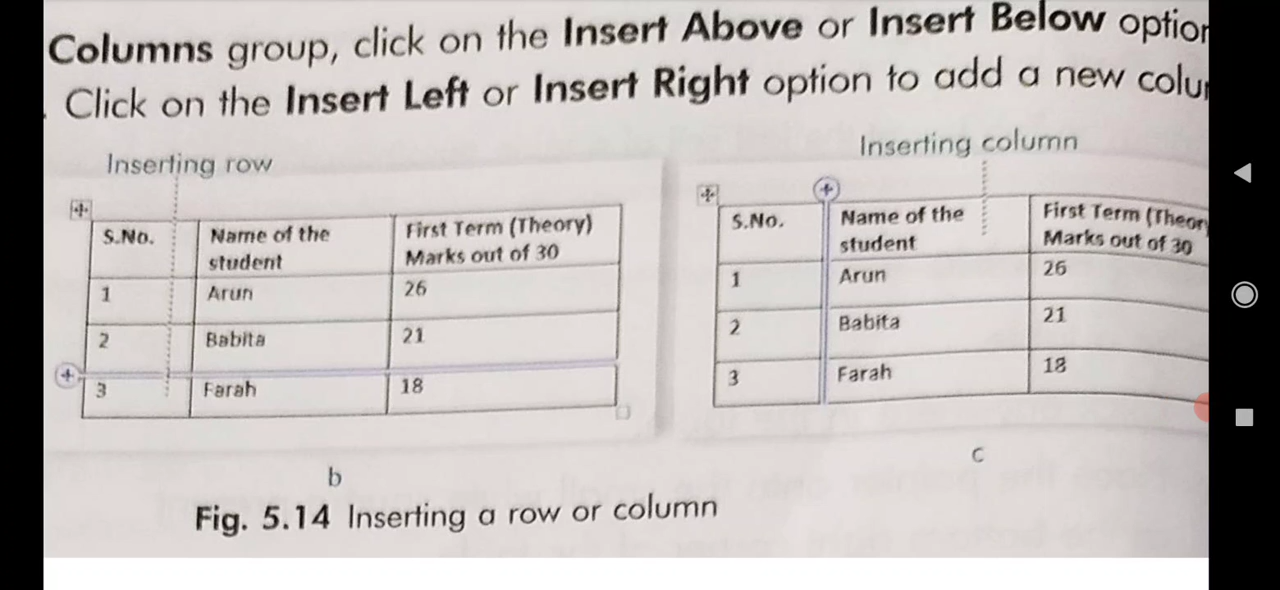 Columns group, click on the Insert Above or Insert Below option
Click on the Insert Left or Insert Right option to add a new
Inserting row
S.No. Name of the student First Term (Theory) Marks out of 30
1 Arun 26
2 Babita 21
3 Farah 18
b
Inserting column
S.No. Name of the student First Term (Theory Marks out of 30
1 Arun 26
2 Babita 21
3 Farah 18
c
Fig. 5.14 Inserting a row or column